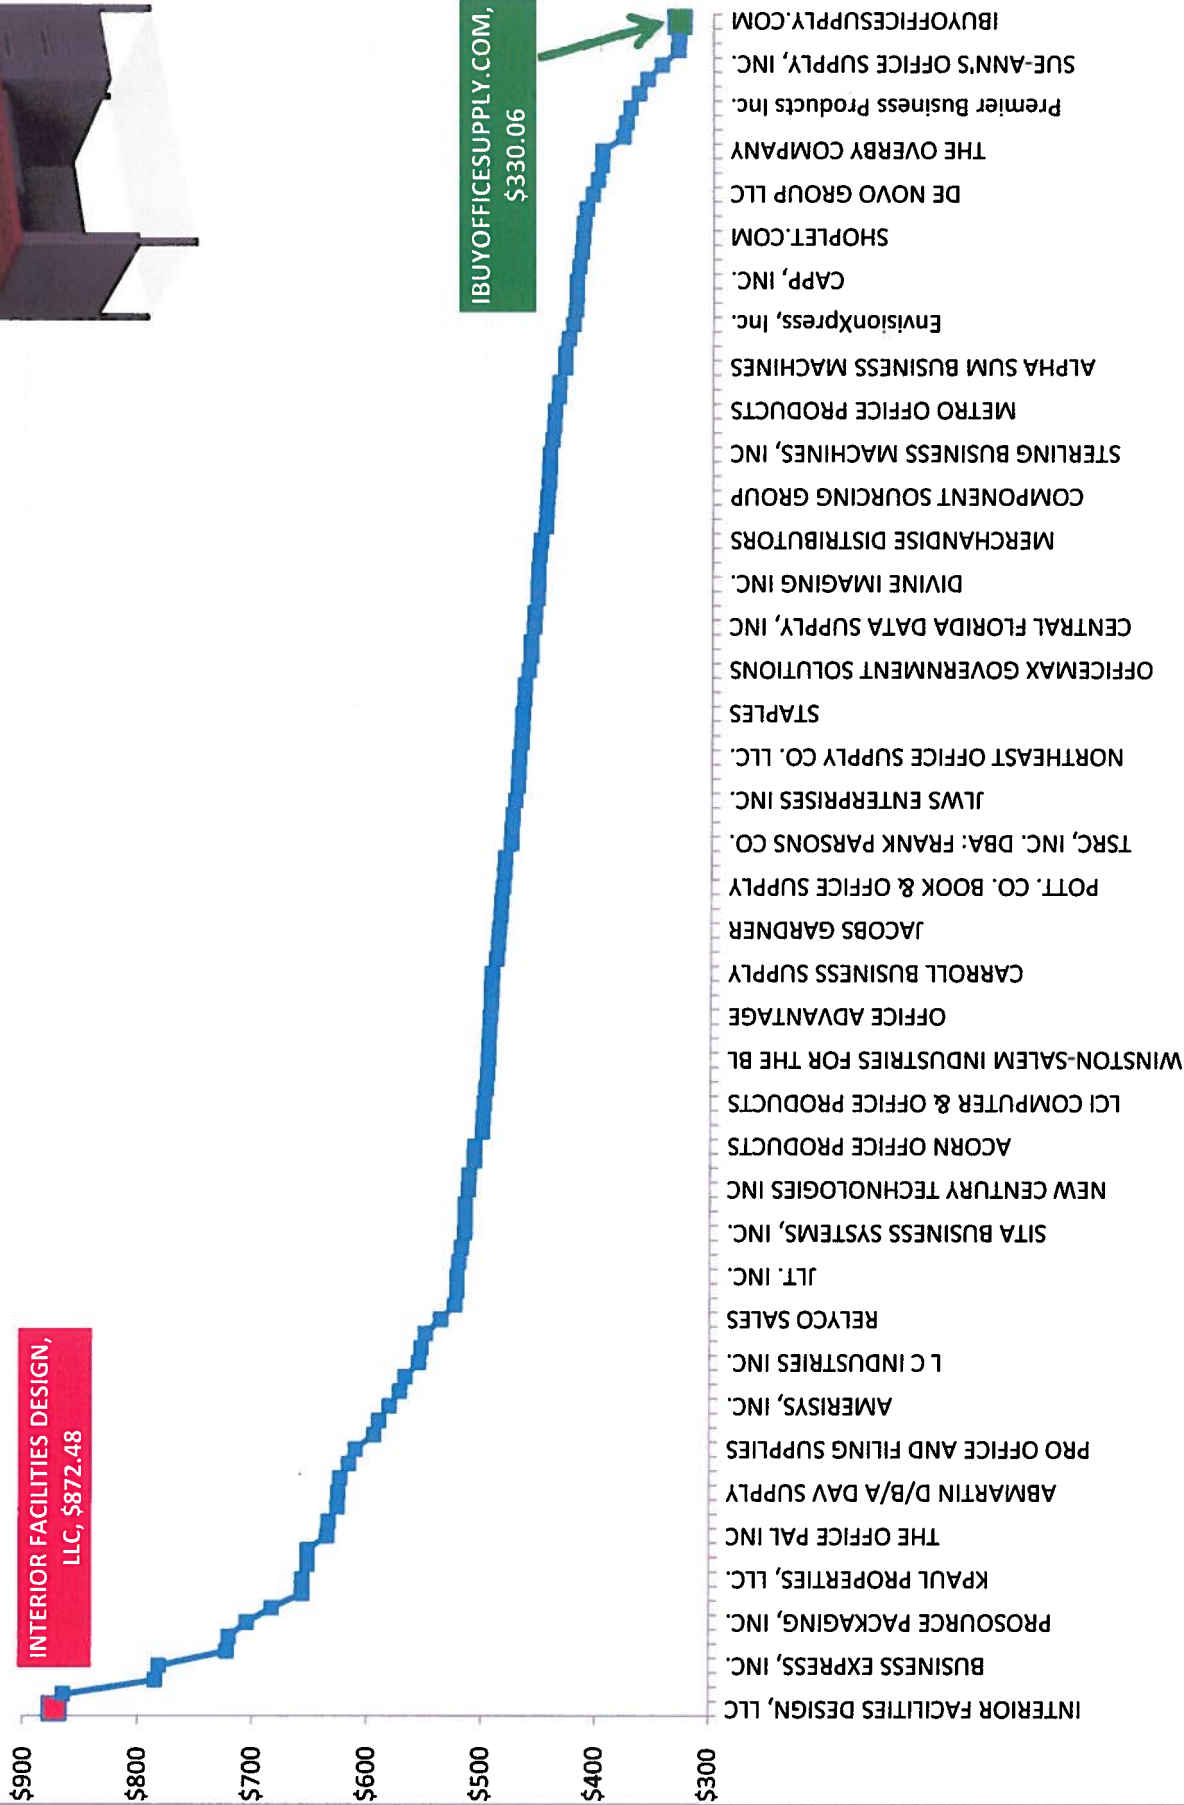 $900
$800
$700
$600
$500
$400
$300
INTERIOR FACILITIES DESIGN,
LLC, $872.48
IBUYOFFICESUPPLY.COM,
$330.06
INTERIOR FACILITIES DESIGN, LLC
BUSINESS EXPRESS, INC.
PROSOURCE PACKAGING, INC.
KPAUL PROPERTIES, LLC.
THE OFFICE PAL INC
ABMARTIN D/B/A DAV SUPPLY
PRO OFFICE AND FILING SUPPLIES
AMERISYS, INC.
L C INDUSTRIES INC.
RELYCO SALES
JLT. INC.
SITA BUSINESS SYSTEMS, INC.
NEW CENTURY TECHNOLOGIES INC
ACORN OFFICE PRODUCTS
LCI COMPUTER & OFFICE PRODUCTS
WINSTON-SALEM INDUSTRIES FOR THE BL
OFFICE ADVANTAGE
CARROLL BUSINESS SUPPLY
JACOBS GARDNER
POTT. CO. BOOK & OFFICE SUPPLY
TSRC, INC. DBA: FRANK PARSONS CO.
JLWS ENTERPRISES INC.
NORTHEAST OFFICE SUPPLY CO. LLC.
STAPLES
OFFICEMAX GOVERNMENT SOLUTIONS
CENTRAL FLORIDA DATA SUPPLY, INC
DIVINE IMAGING INC.
MERCHANDISE DISTRIBUTORS
COMPONENT SOURCING GROUP
STERLING BUSINESS MACHINES, INC
METRO OFFICE PRODUCTS
ALPHA SUM BUSINESS MACHINES
EnvisionXpress, Inc.
CAPP, INC.
SHOPLET.COM
DE NOVO GROUP LLC
THE OVERBY COMPANY
Premier Business Products Inc.
SUE-ANN'S OFFICE SUPPLY, INC.
IBUYOFFICESUPPLY.COM